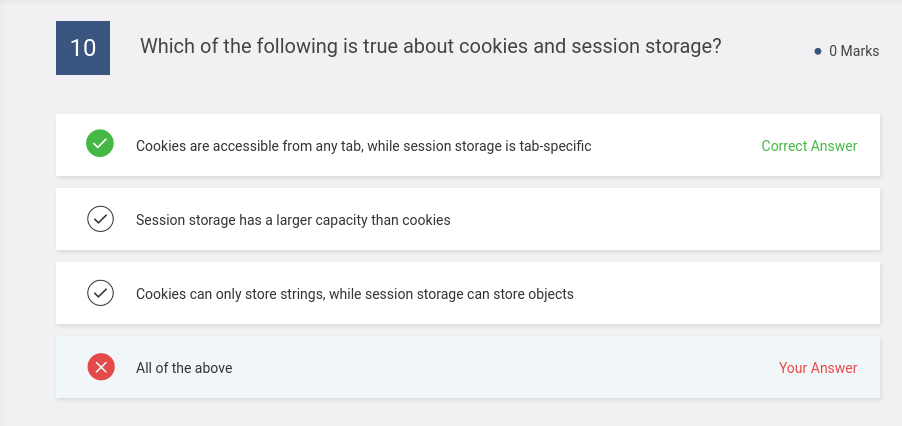 10
Which of the following is true about cookies and session storage?
0 Marks
Cookies are accessible from any tab, while session storage is tab-specific
Correct Answer
Session storage has a larger capacity than cookies
Cookies can only store strings, while session storage can store objects
All of the above
Your Answer